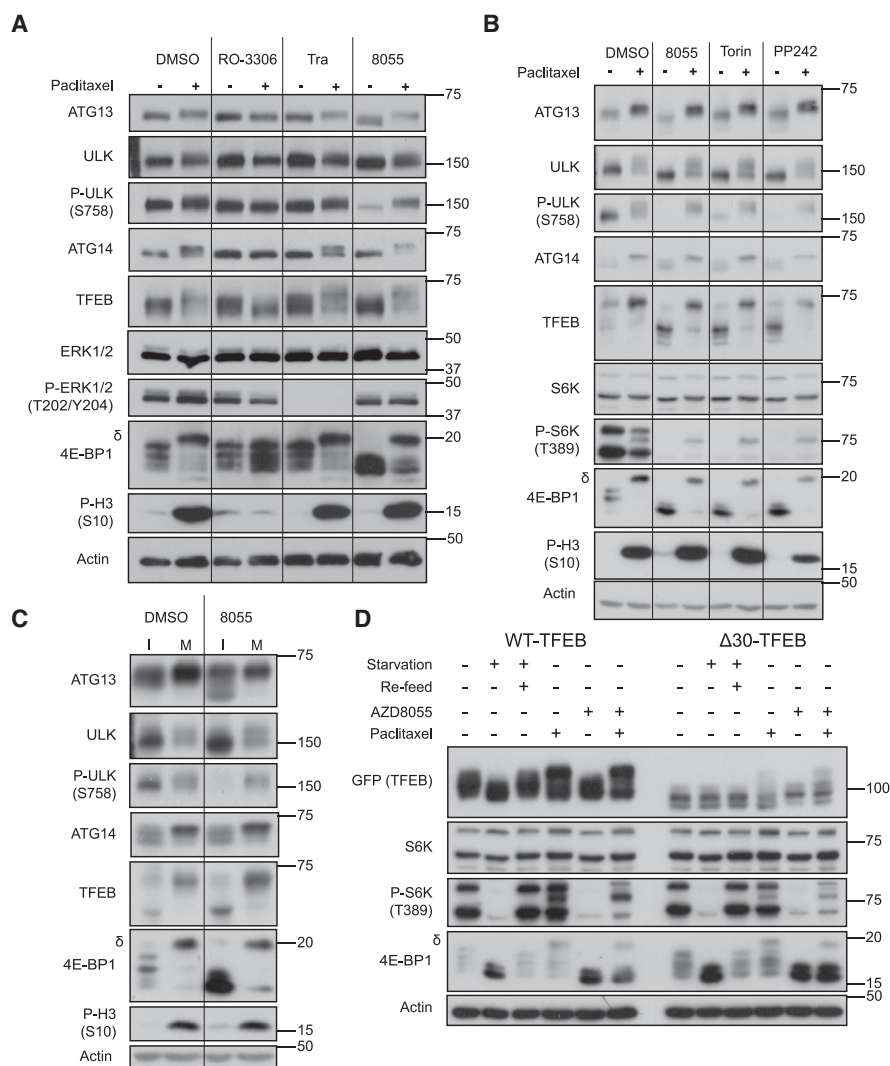 A
DMSO RO-3306 Tra 8055
Paclitaxel - + - + - + - +
ATG13 75
ULK 150
P-ULK 150
(S758)
ATG14 75
TFEB 75
ERK1/2 50
37
P-ERK1/2 50
(T202/Y204) 37
δ 20
4E-BP1
P-H3 15
(S10)
Actin 50
B
DMSO 8055 Torin PP242
Paclitaxel - + - + - + - +
ATG13 75
ULK 150
P-ULK 150
(S758)
ATG14 75
TFEB 75
S6K 75
P-S6K 75
(T389)
δ 20
4E-BP1
P-H3
(S10) 15
Actin 50
C
DMSO 8055
I M I M
ATG13 75
ULK 150
P-ULK 150
(S758)
ATG14 75
TFEB 75
δ 20
4E-BP1
P-H3 15
(S10)
Actin 50
D
WT-TFEB Δ30-TFEB
Starvation - + + - - - - + + - - -
Re-feed - - + - - - - - + - - -
AZD8055 - - - - + + - - - - + +
Paclitaxel - - - + - + - - - + - +
GFP (TFEB) 100
S6K
P-S6K 75
(T389)
δ 20
4E-BP1 15
Actin 50